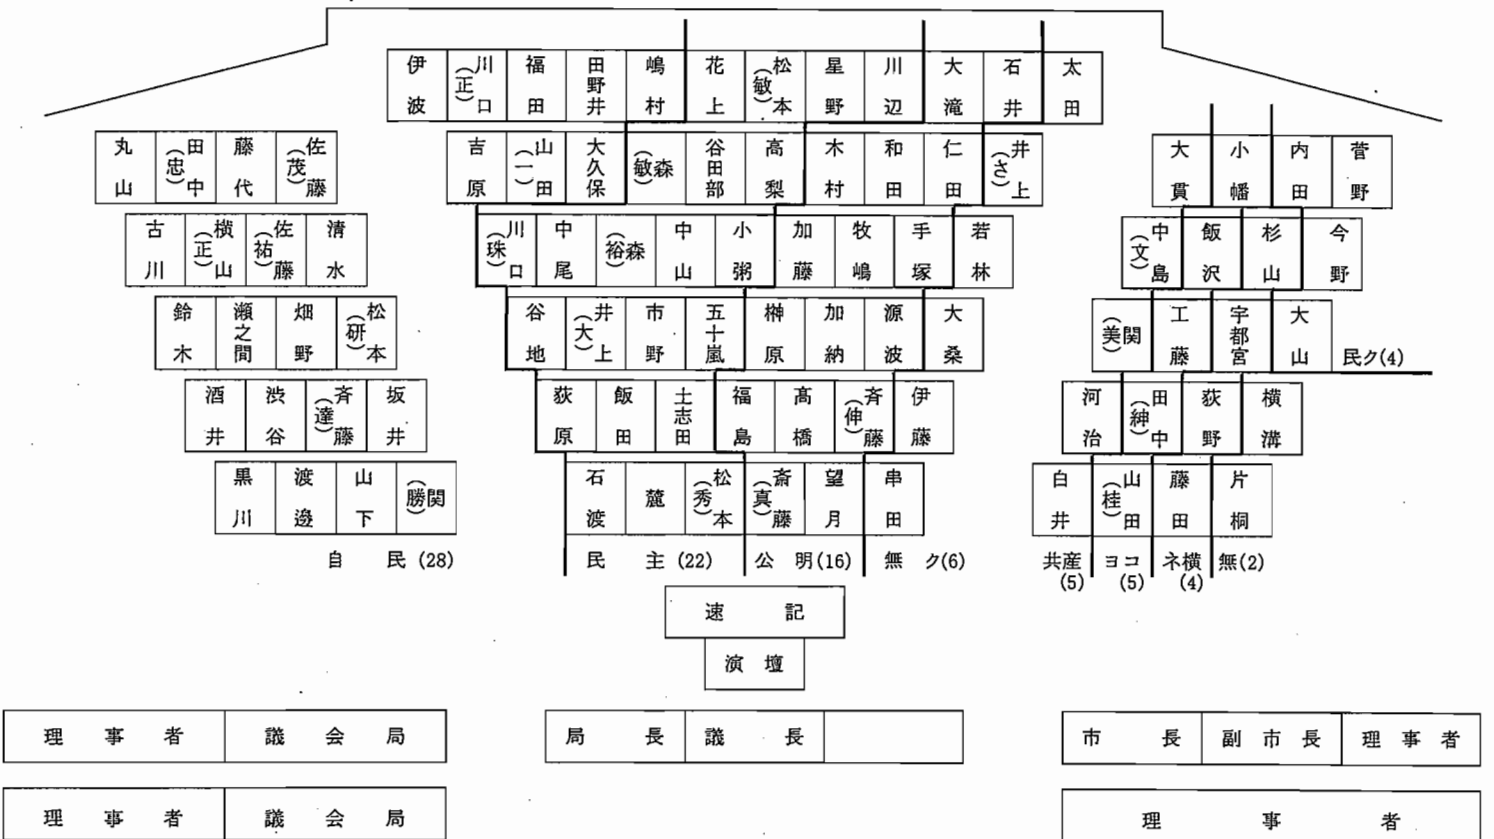 伊波 川口(正) 福田 田野井 嶋村 花上 松本(敏) 星野 川辺 大滝 石井 太田
丸山 田中(忠) 藤代 佐藤(茂) 吉原 山田(一) 大久保 森(敏) 谷田部 高梨 木村 和田 仁田 井上(さ) 大貫 小幡 内田 菅野
古川 横山(正) 佐藤(祐) 清水 川口(珠) 中尾 森(裕) 中山 小粥 加藤 牧嶋 手塚 若林 中島(文) 飯沢 杉山 今野
鈴木 瀬之間 畑野 松本(研) 谷地 井上(大) 市野 五十嵐 榊原 加納 源波 大桑 関(美) 工藤 宇都宮 大山 民ク(4)
酒井 渋谷 斉藤(達) 坂井 荻原 飯田 土志田 福島 髙橋 斉藤(伸) 伊藤 河治 田中(紳) 荻野 横溝
黒川 渡邉 山下 関(勝) 石渡 麓 松本(秀) 斎藤(真) 望月 串田 白井 山田(桂) 藤田 片桐
自民(28) 民主(22) 公明(16) 無ク(6) 共産(5) ヨコ(5) ネ横(4) 無(2)
速記
演壇
理事者 議会局 局長 議長 市長 副市長 理事者
理事者 議会局 理事者